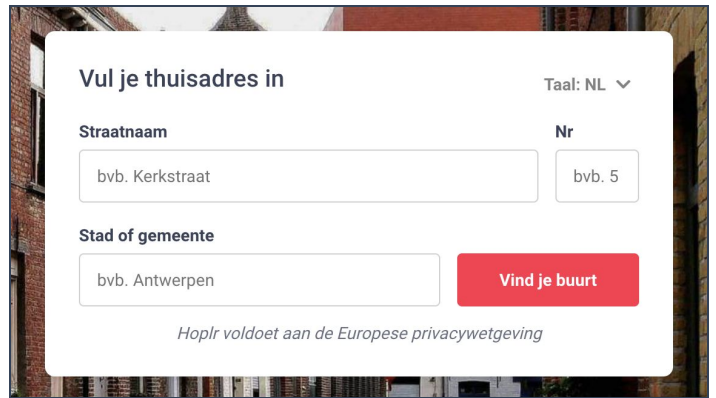 Vul je thuisadres in
Taal: NL
Straatnaam
Nr
bvb. Kerkstraat
bvb. 5
Stad of gemeente
bvb. Antwerpen
Vind je buurt
Hoplr voldoet aan de Europese privacywetgeving